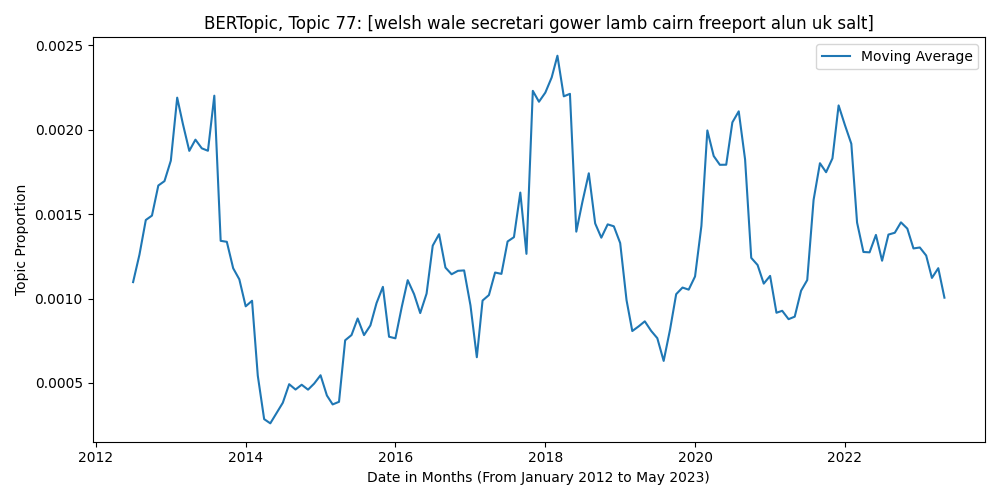 BERTopic, Topic 77: [welsh wale secretari gower lamb cairn freeport alun uk salt]
Moving Average
0.0025
0.0020
0.0015
0.0010
0.0005
Topic Proportion
2012 2014 2016 2018 2020 2022
Date in Months (From January 2012 to May 2023)